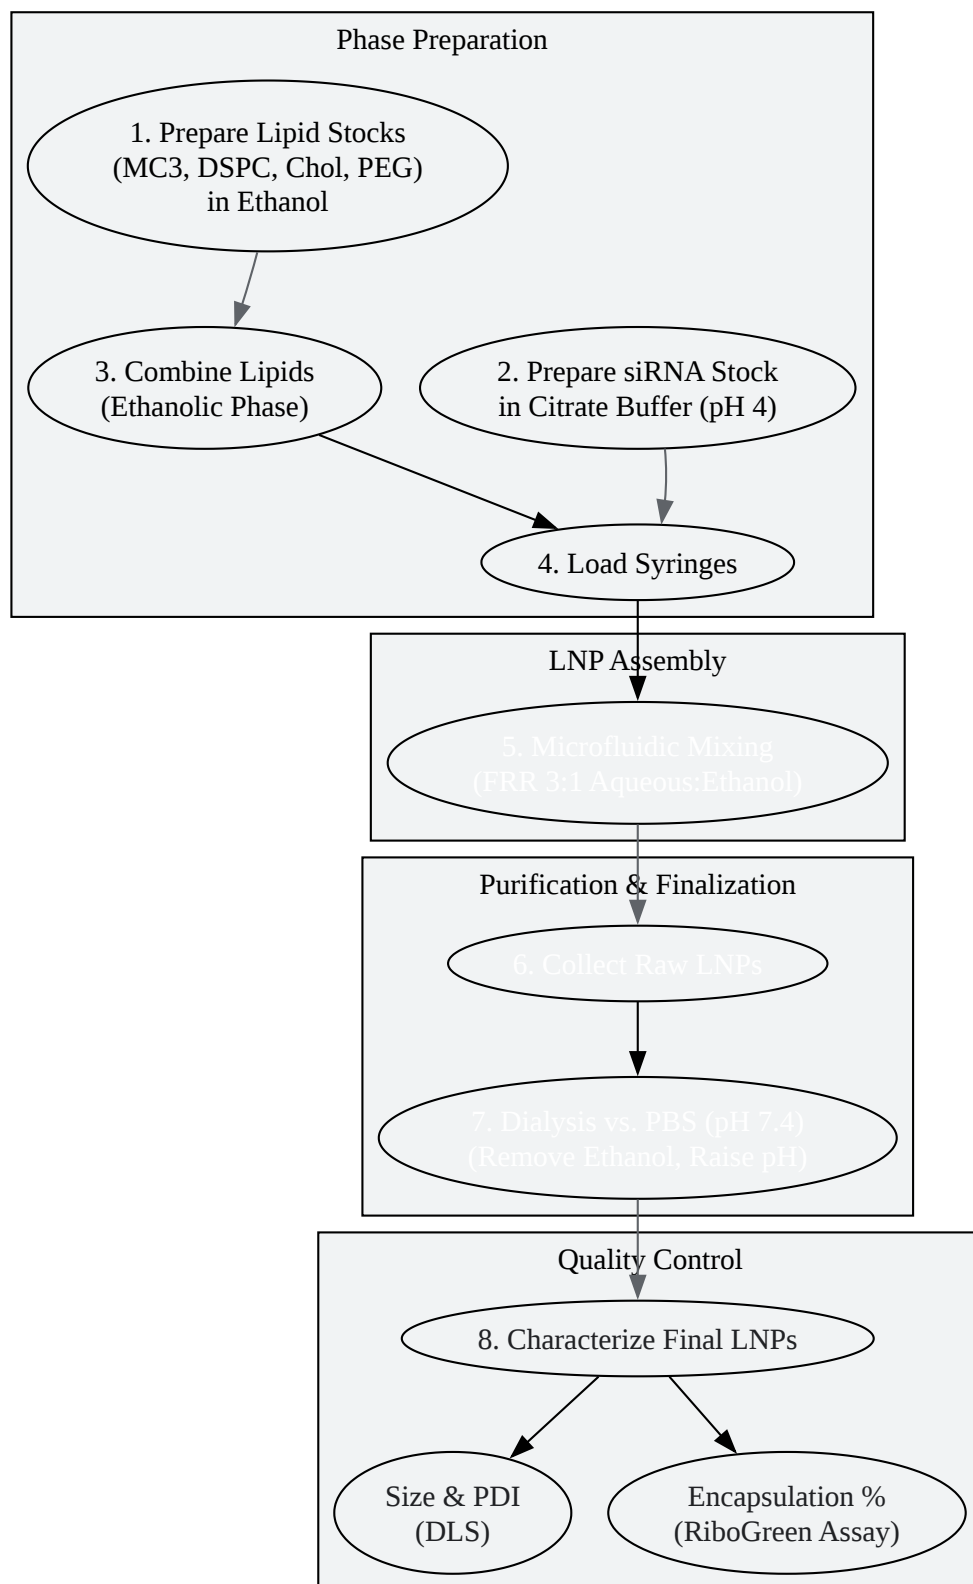 Phase Preparation
1. Prepare Lipid Stocks
(MC3, DSPC, Chol, PEG)
in Ethanol
3. Combine Lipids
(Ethanolic Phase)
2. Prepare siRNA Stock
in Citrate Buffer (pH 4)
4. Load Syringes
LNP Assembly
5. Microfluidic Mixing
(FRR 3:1 Aqueous:Ethanol)
Purification & Finalization
6. Collect Raw LNPs
7. Dialysis vs. PBS (pH 7.4)
(Remove Ethanol, Raise pH)
Quality Control
8. Characterize Final LNPs
Size & PDI
(DLS)
Encapsulation %
(RiboGreen Assay)